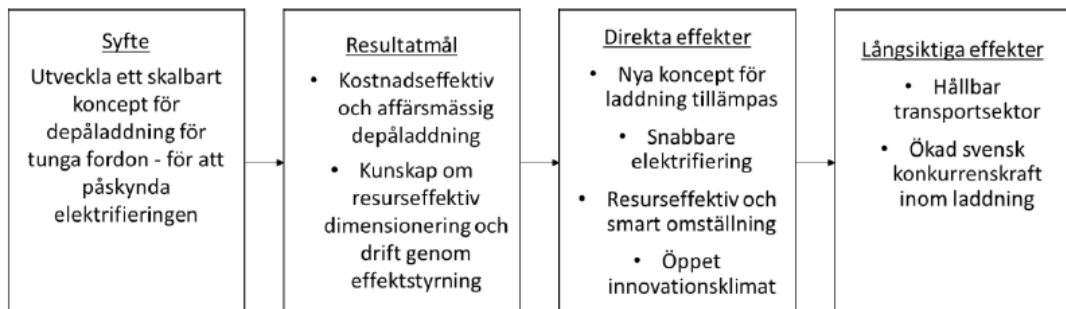 Syfte
Utveckla ett skalbart
koncept för
depåladdning för
tunga fordon - för att
påskynda
elektrifieringen
Resultatmål
• Kostnadseffektiv
och affärsmässig
depåladdning
• Kunskap om
resurseffektiv
dimensionering och
drift genom
effektstyrning
Direkta effekter
• Nya koncept för
laddning tillämpas
• Snabbare
elektrifiering
• Resurseffektiv och
smart omställning
• Öppet
innovationsklimat
Långsiktiga effekter
• Hållbar
transportsektor
• Ökad svensk
konkurrenskraft
inom laddning